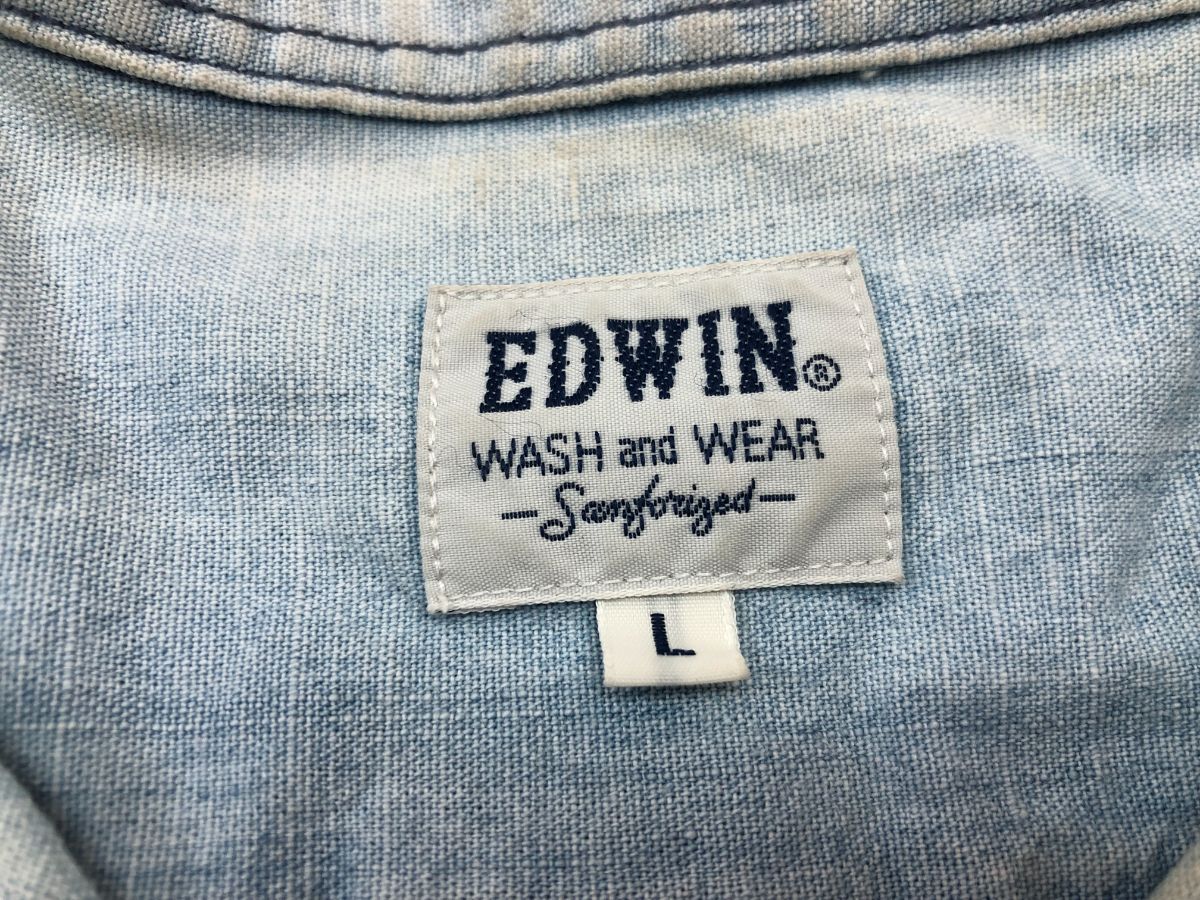 EDWIN®
WASH and WEAR
-Sanforized-
L